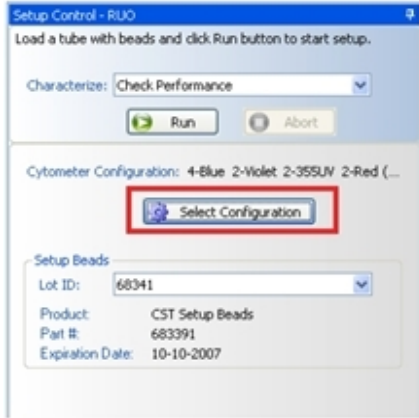 Setup Control - RUO
Load a tube with beads and click Run button to start setup.
Characterize: Check Performance
Run Abort
Cytometer Configuration: 4-Blue 2-Violet 2-355UV 2-Red (...
Select Configuration
Setup Beads
Lot ID: 68341
Product: CST Setup Beads
Part #: 683391
Expiration Date: 10-10-2007